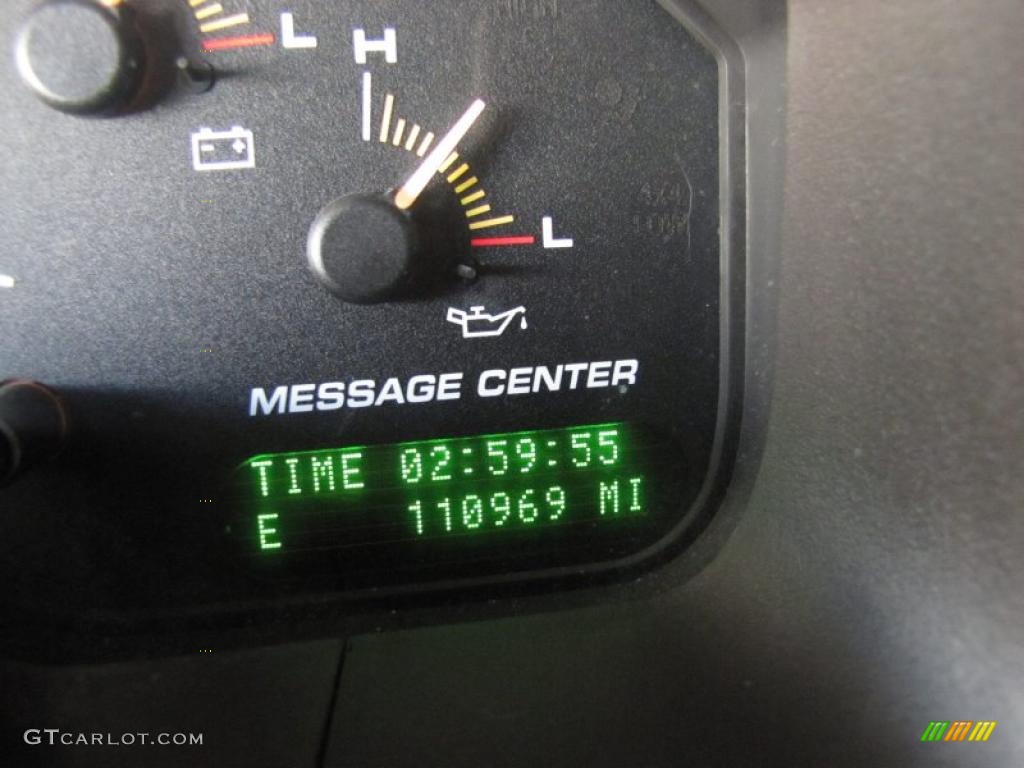 L
H
L
MESSAGE CENTER
TIME 02:59:55
E 110969 MI
GTCARLOT.COM